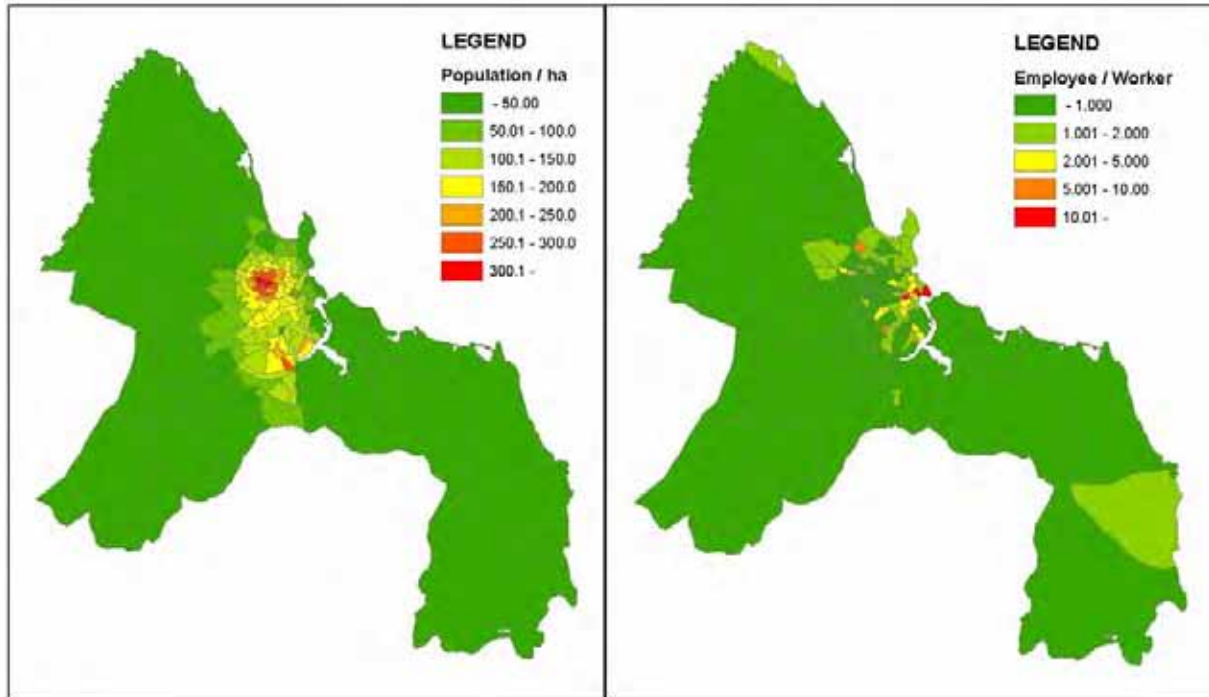 LEGEND
Population / ha
- 50.00
50.01 - 100.0
100.1 - 150.0
150.1 - 200.0
200.1 - 250.0
250.1 - 300.0
300.1 -
LEGEND
Employee / Worker
- 1.000
1.001 - 2.000
2.001 - 5.000
5.001 - 10.00
10.01 -